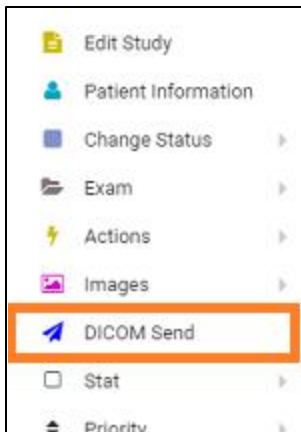 Edit Study
Patient Information
Change Status
Exam
Actions
Images
DICOM Send
Stat
Priority